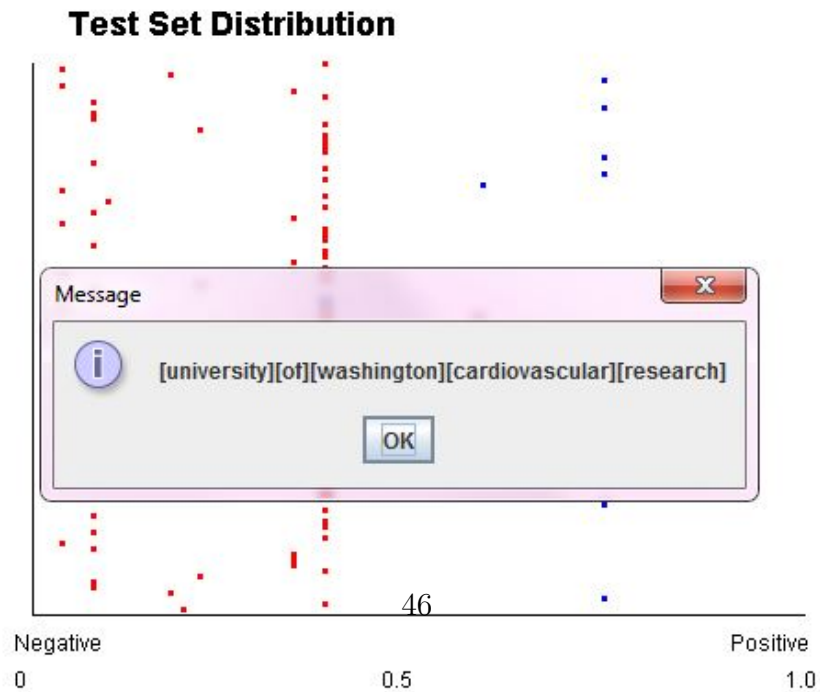 Test Set Distribution
Message
[university][of][washington][cardiovascular][research]
OK
46
Negative Positive
0 0.5 1.0